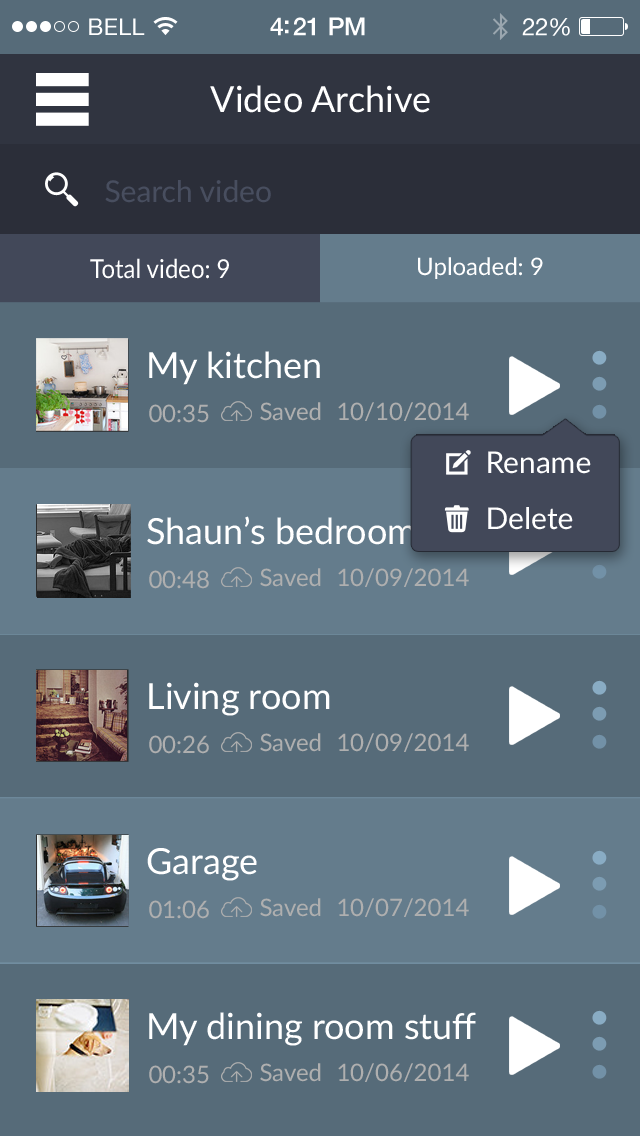 BELL 4:21 PM 22%
Video Archive
Search video
Total video: 9 Uploaded: 9
My kitchen
00:35 Saved 10/10/2014
Rename
Delete
Shaun’s bedroom
00:48 Saved 10/09/2014
Living room
00:26 Saved 10/09/2014
Garage
01:06 Saved 10/07/2014
My dining room stuff
00:35 Saved 10/06/2014